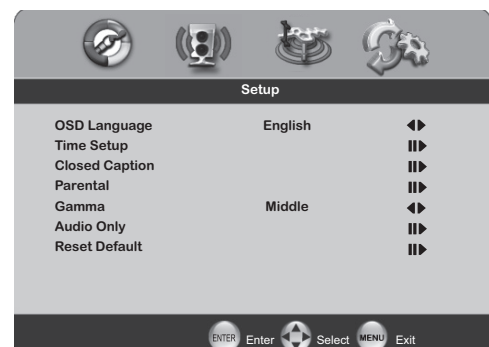 Setup
OSD Language English
Time Setup
Closed Caption
Parental
Gamma Middle
Audio Only
Reset Default
ENTER Enter Select MENU Exit